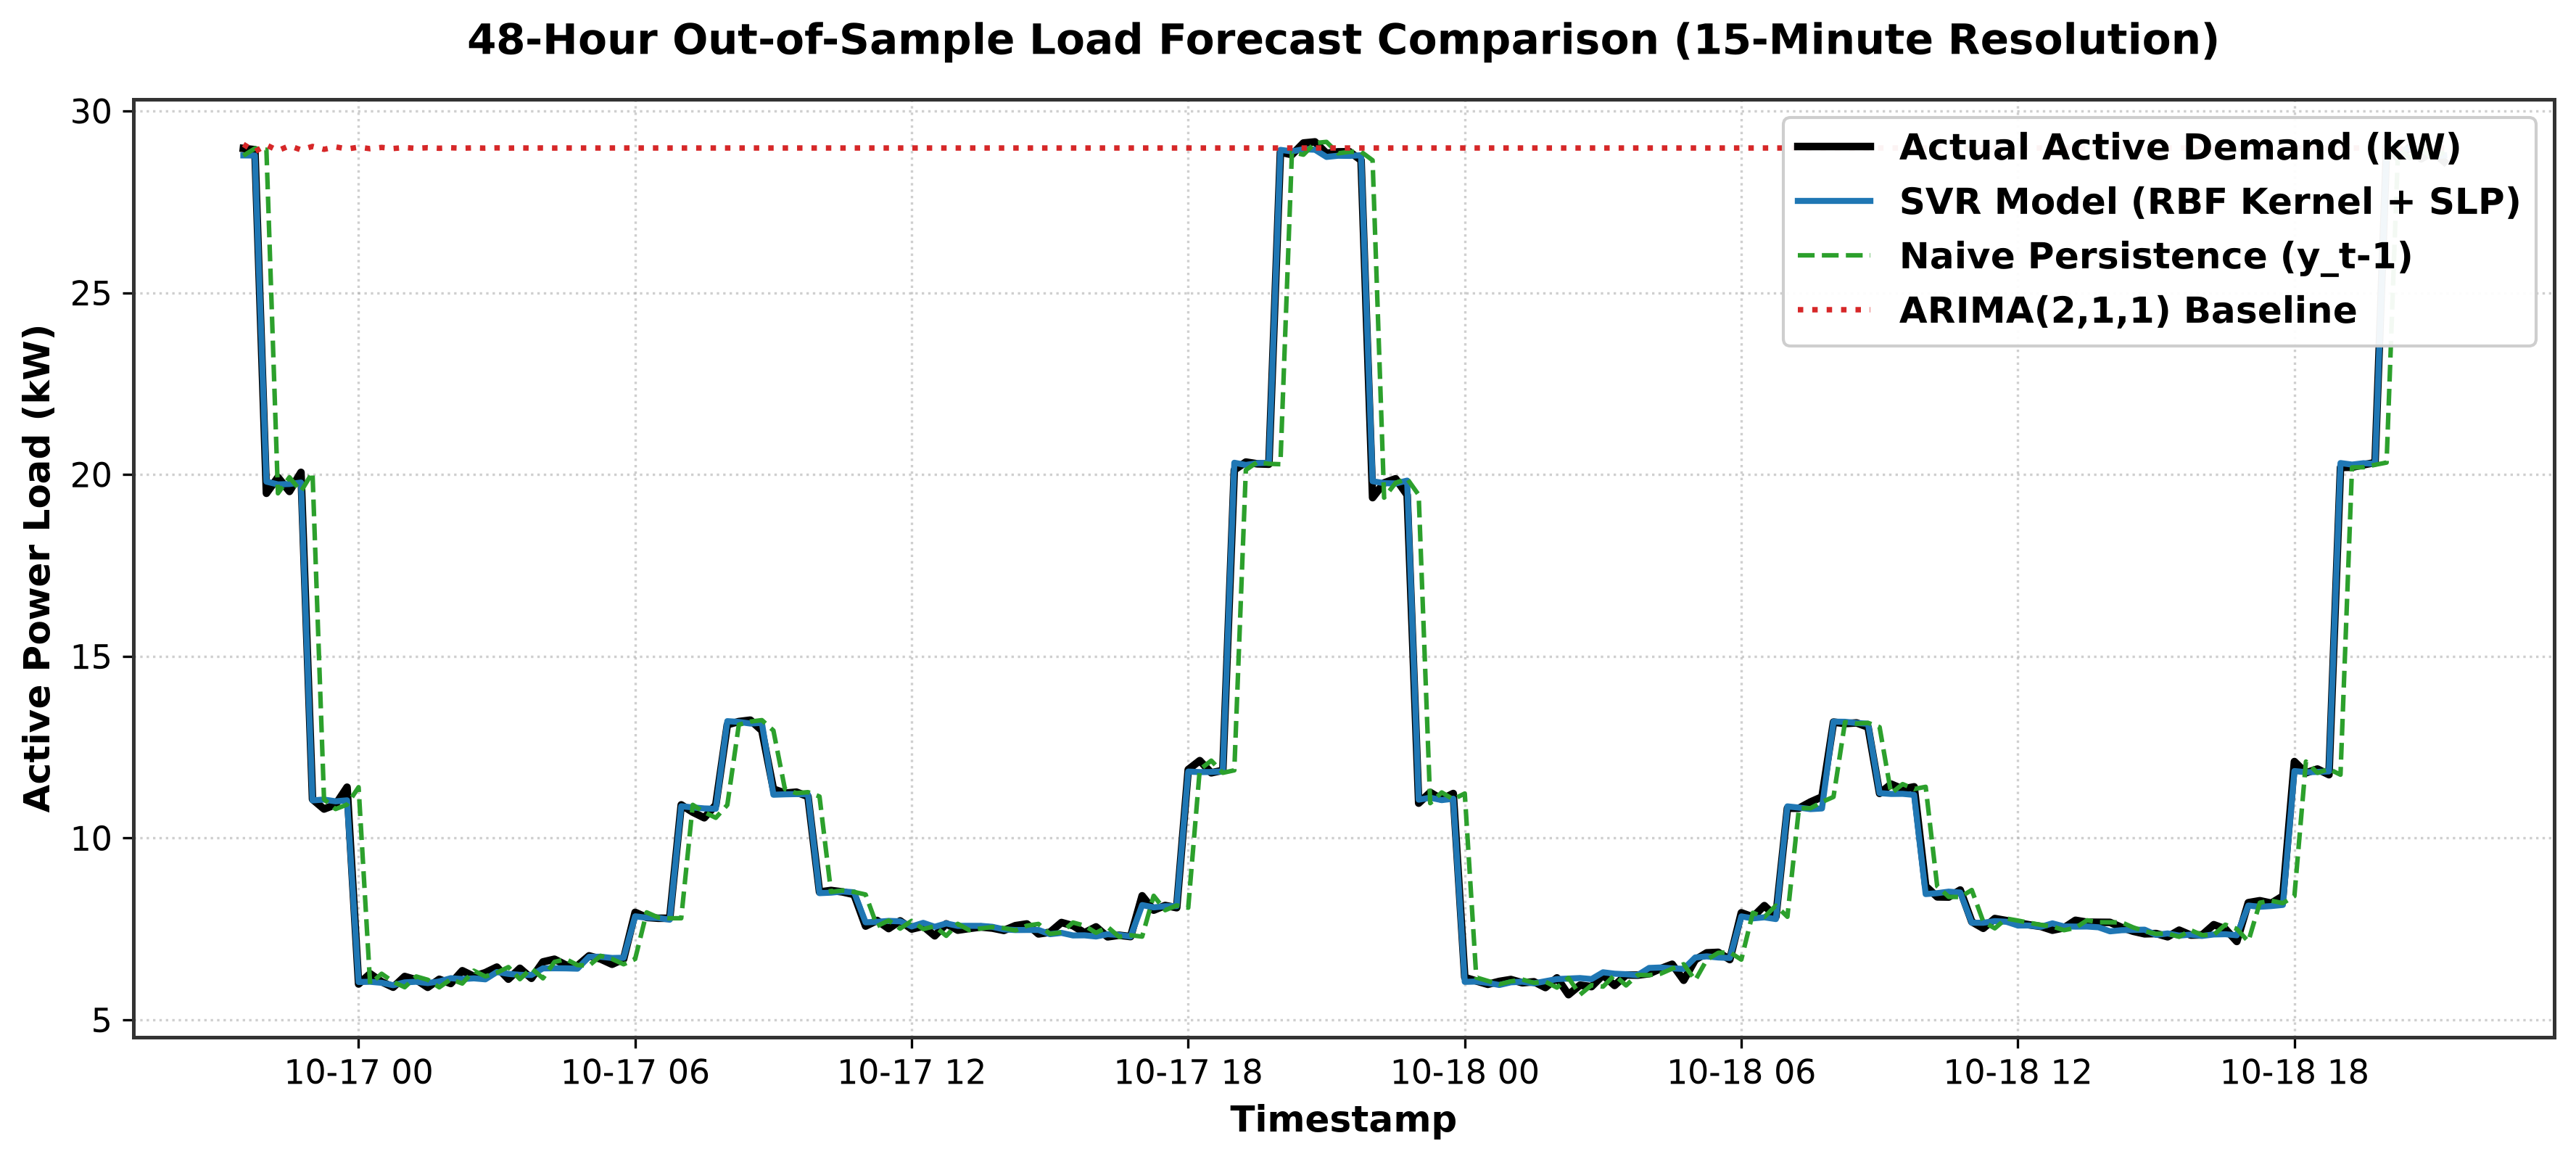 48-Hour Out-of-Sample Load Forecast Comparison (15-Minute Resolution)
Active Power Load (kW)
30
25
20
15
10
5
Actual Active Demand (kW)
SVR Model (RBF Kernel + SLP)
Naive Persistence (y_t-1)
ARIMA(2,1,1) Baseline
10-17 00
10-17 06
10-17 12
10-17 18
10-18 00
10-18 06
10-18 12
10-18 18
Timestamp